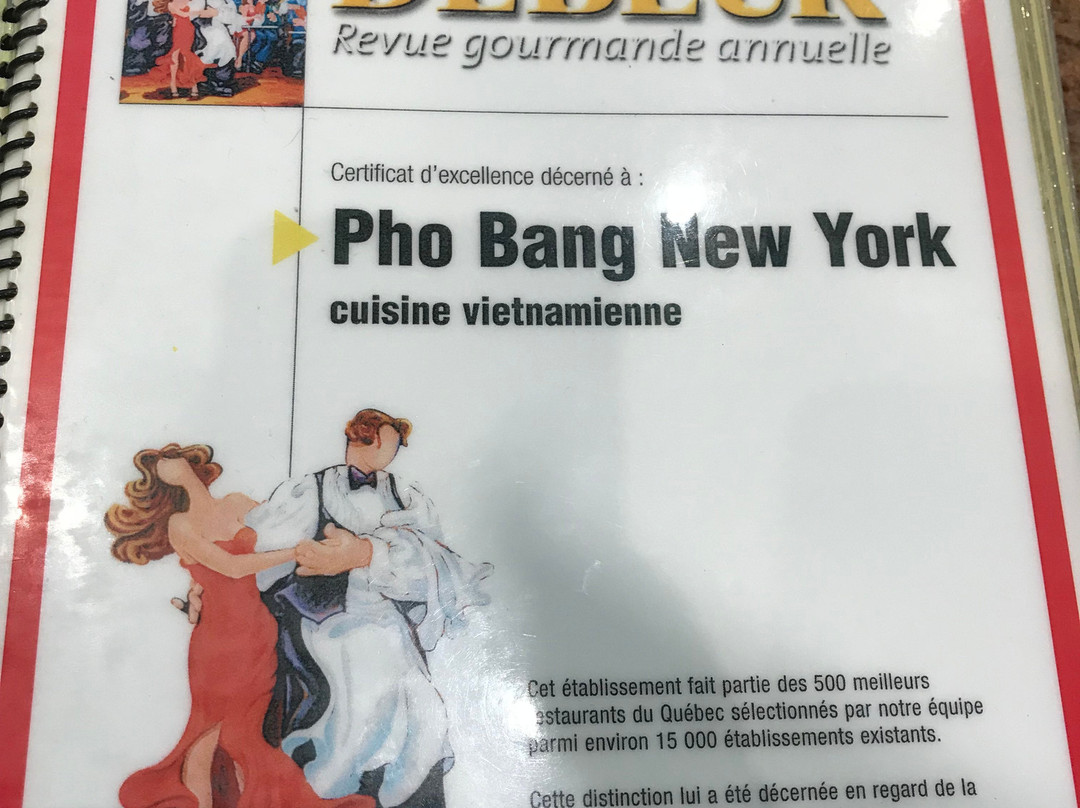 DEBEUR
Revue gourmande annuelle
Certificat d'excellence décerné à :
Pho Bang New York
cuisine vietnamienne
Cet établissement fait partie des 500 meilleurs
restaurants du Québec sélectionnés par notre équipe
parmi environ 15 000 établissements existants.
Cette distinction lui a été décernée en regard de la